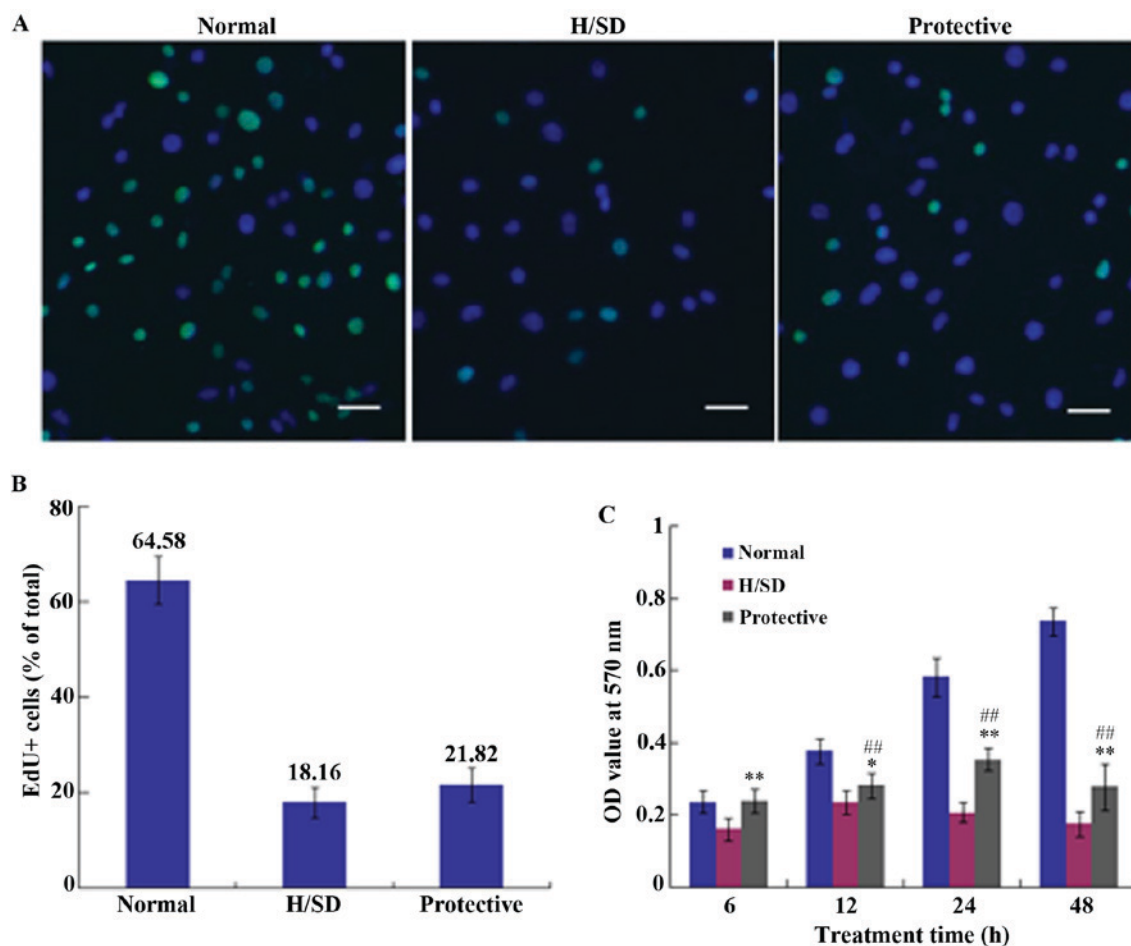 A
Normal
H/SD
Protective
B
80
60
40
20
0
EdU+ cells (% of total)
64.58
18.16
21.82
Normal
H/SD
Protective
C
1
0.8
0.6
0.4
0.2
0
OD value at 570 nm
Normal
H/SD
Protective
**
##
*
##
**
##
**
6
12
24
48
Treatment time (h)